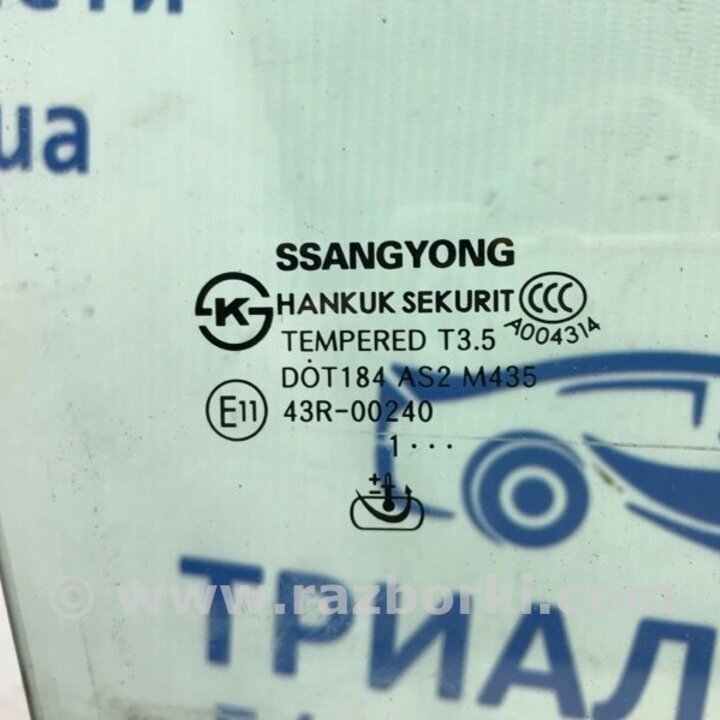 ua
SSANGYONG
K HANKUK SEKURIT CCC
TEMPERED T3.5 A004314
DOT184 AS2 M435
E11 43R-00240
1 · · ·
© www.razborki.com
ТРИАЛ